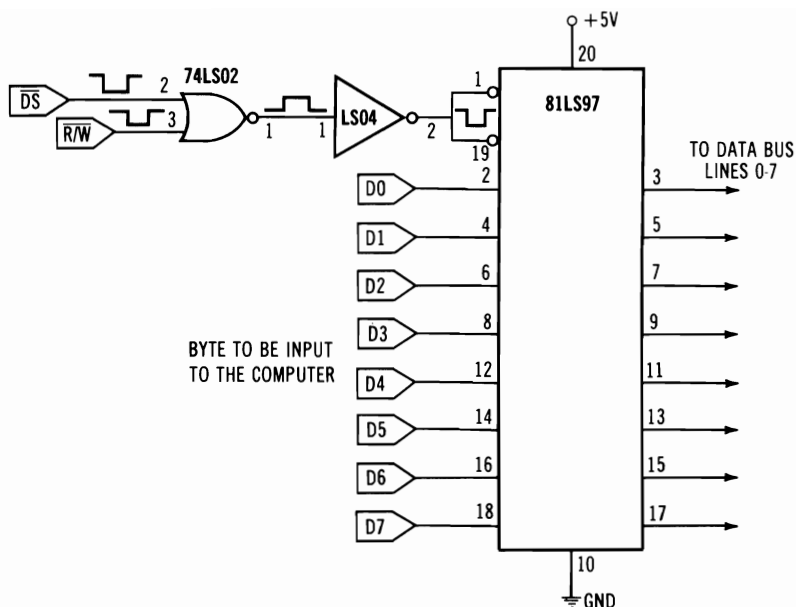 +5V
20
74LS02
DS 2
R/W 3
1
1 LS04 2
1
19
81LS97
TO DATA BUS
LINES 0-7
D0 2 3
D1 4 5
D2 6 7
D3 8 9
BYTE TO BE INPUT
TO THE COMPUTER
D4 12 11
D5 14 13
D6 16 15
D7 18 17
10
GND